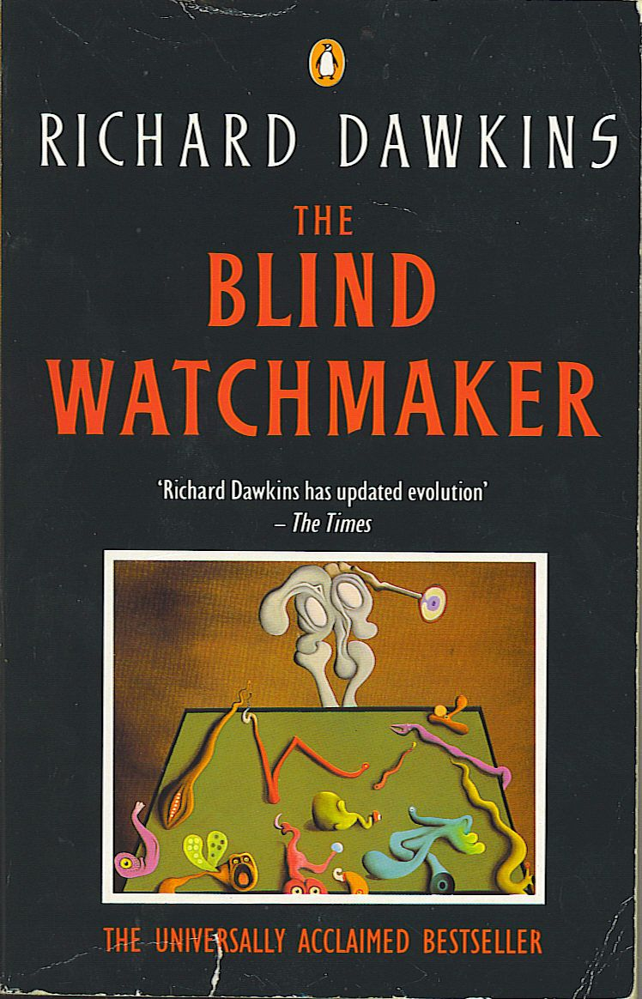 RICHARD DAWKINS
THE
BLIND
WATCHMAKER
‘Richard Dawkins has updated evolution’
– The Times
THE UNIVERSALLY ACCLAIMED BESTSELLER